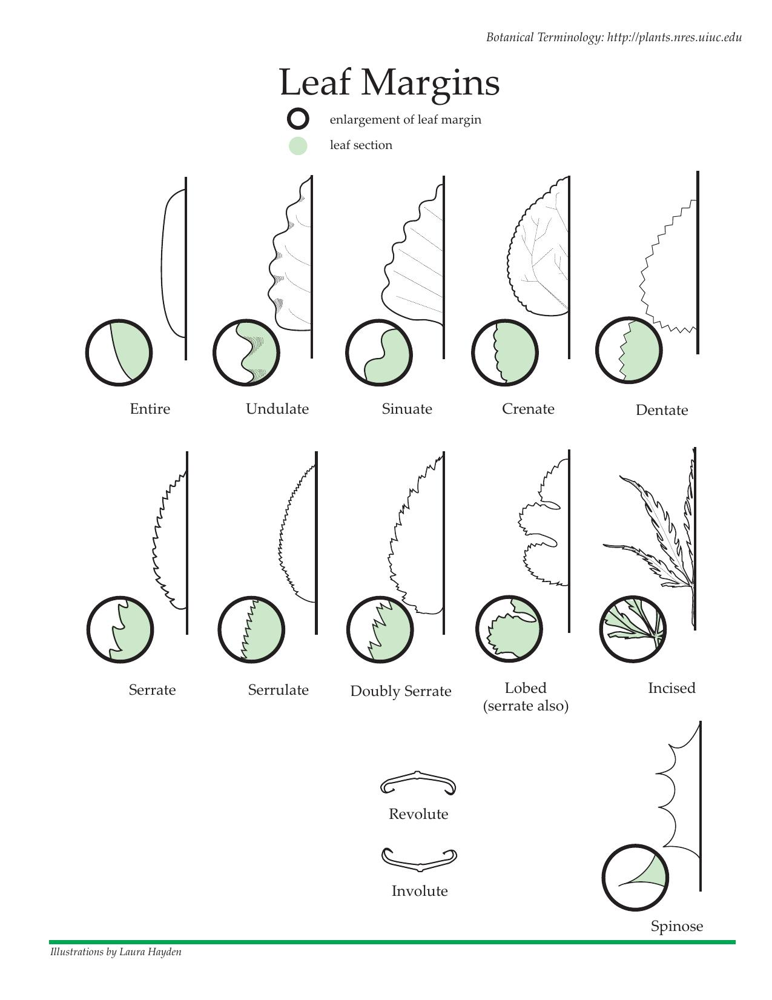 Botanical Terminology: http://plants.nres.uiuc.edu
Leaf Margins
enlargement of leaf margin
leaf section
Entire
Undulate
Sinuate
Crenate
Dentate
Serrate
Serrulate
Doubly Serrate
Lobed
(serrate also)
Incised
Revolute
Involute
Spinose
Illustrations by Laura Hayden